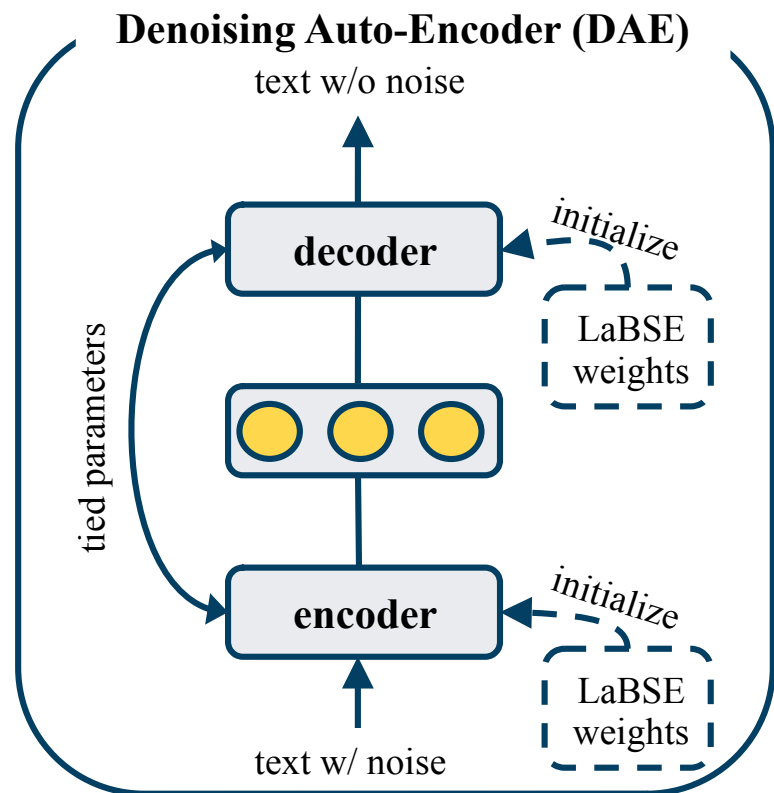 Denoising Auto-Encoder (DAE)
text w/o noise
initialize
decoder
LaBSE
weights
tied parameters
initialize
encoder
LaBSE
weights
text w/ noise